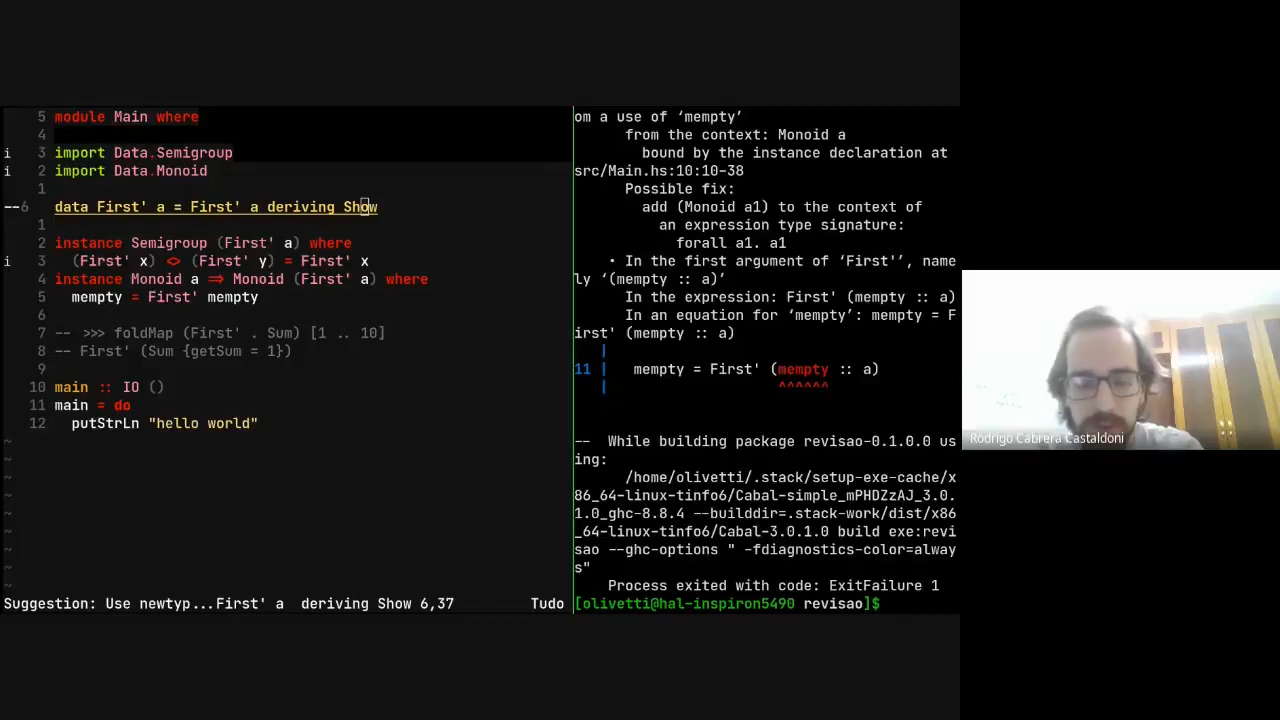 5 module Main where
4
i 3 import Data.Semigroup
i 2 import Data.Monoid
1
--6 data First' a = First' a deriving Show
1
2 instance Semigroup (First' a) where
i 3 (First' x) <> (First' y) = First' x
4 instance Monoid a => Monoid (First' a) where
5 mempty = First' mempty
6
7 -- >>> foldMap (First' . Sum) [1 .. 10]
8 -- First' (Sum {getSum = 1})
9
10 main :: IO ()
11 main = do
12 putStrLn "hello world"
~
~
~
~
~
~
~
~
~
Suggestion: Use newtyp...First' a  deriving Show 6,37 Tudo
om a use of ‘mempty’
from the context: Monoid a
bound by the instance declaration at
src/Main.hs:10:10-38
Possible fix:
add (Monoid a1) to the context of
an expression type signature:
forall a1. a1
• In the first argument of ‘First'’, name
ly ‘(mempty :: a)’
In the expression: First' (mempty :: a)
In an equation for ‘mempty’: mempty = F
irst' (mempty :: a)
|
11 | mempty = First' (mempty :: a)
| ^^^^^^
-- While building package revisao-0.1.0.0 us
ing:
/home/olivetti/.stack/setup-exe-cache/x
86_64-linux-tinfo6/Cabal-simple_mPHDZzAJ_3.0.
1.0_ghc-8.8.4 --builddir=.stack-work/dist/x86
_64-linux-tinfo6/Cabal-3.0.1.0 build exe:revi
sao --ghc-options " -fdiagnostics-color=alway
s"
Process exited with code: ExitFailure 1
[olivetti@hal-inspiron5490 revisao]$
Rodrigo Cabrera Castaldoni